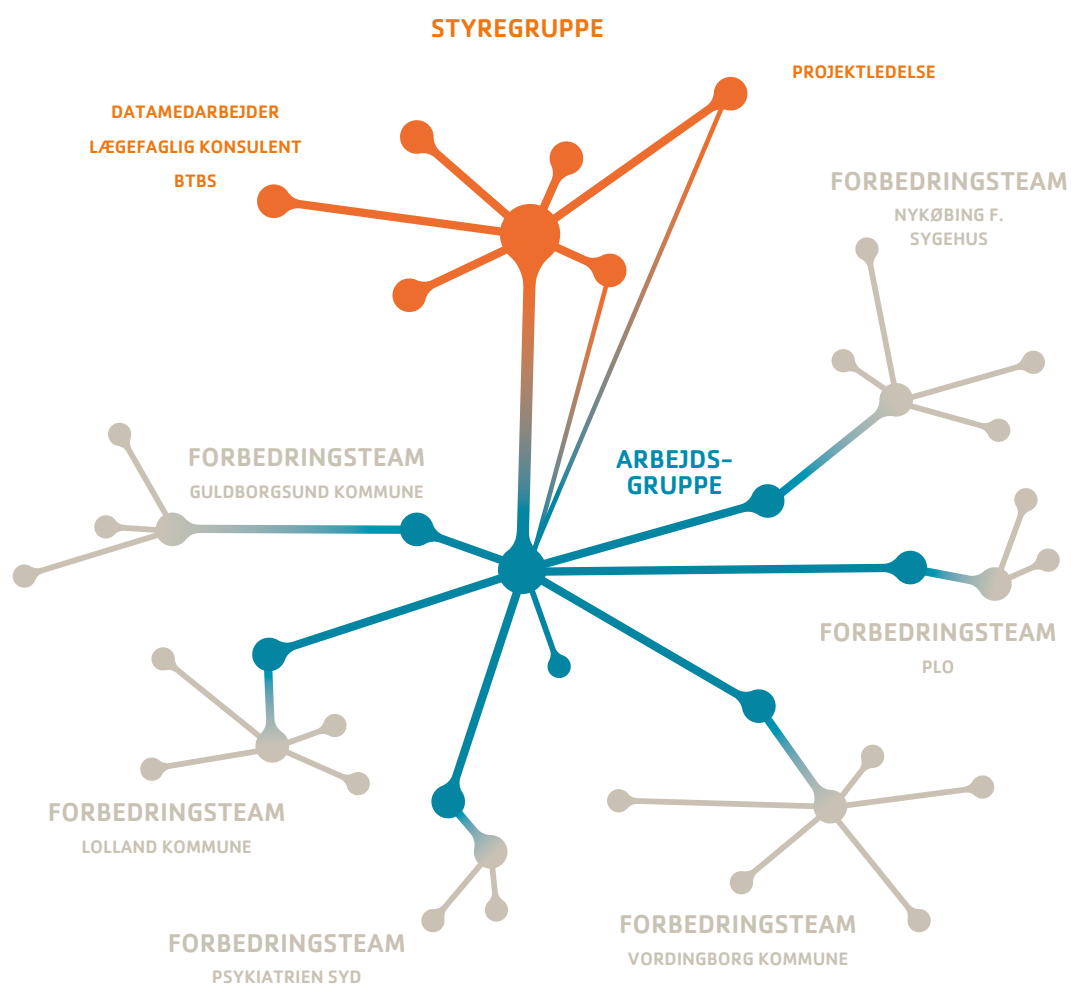 STYREGRUPPE
PROJEKTLEDELSE
DATAMEDARBEJDER
LÆGEFAGLIG KONSULENT
BTBS
FORBEDRINGSTEAM
NYKØBING F.
SYGEHUS
FORBEDRINGSTEAM
GULDBORGSUND KOMMUNE
ARBEJDS-
GRUPPE
FORBEDRINGSTEAM
PLO
FORBEDRINGSTEAM
LOLLAND KOMMUNE
FORBEDRINGSTEAM
VORDINGBORG KOMMUNE
FORBEDRINGSTEAM
PSYKIATRIEN SYD